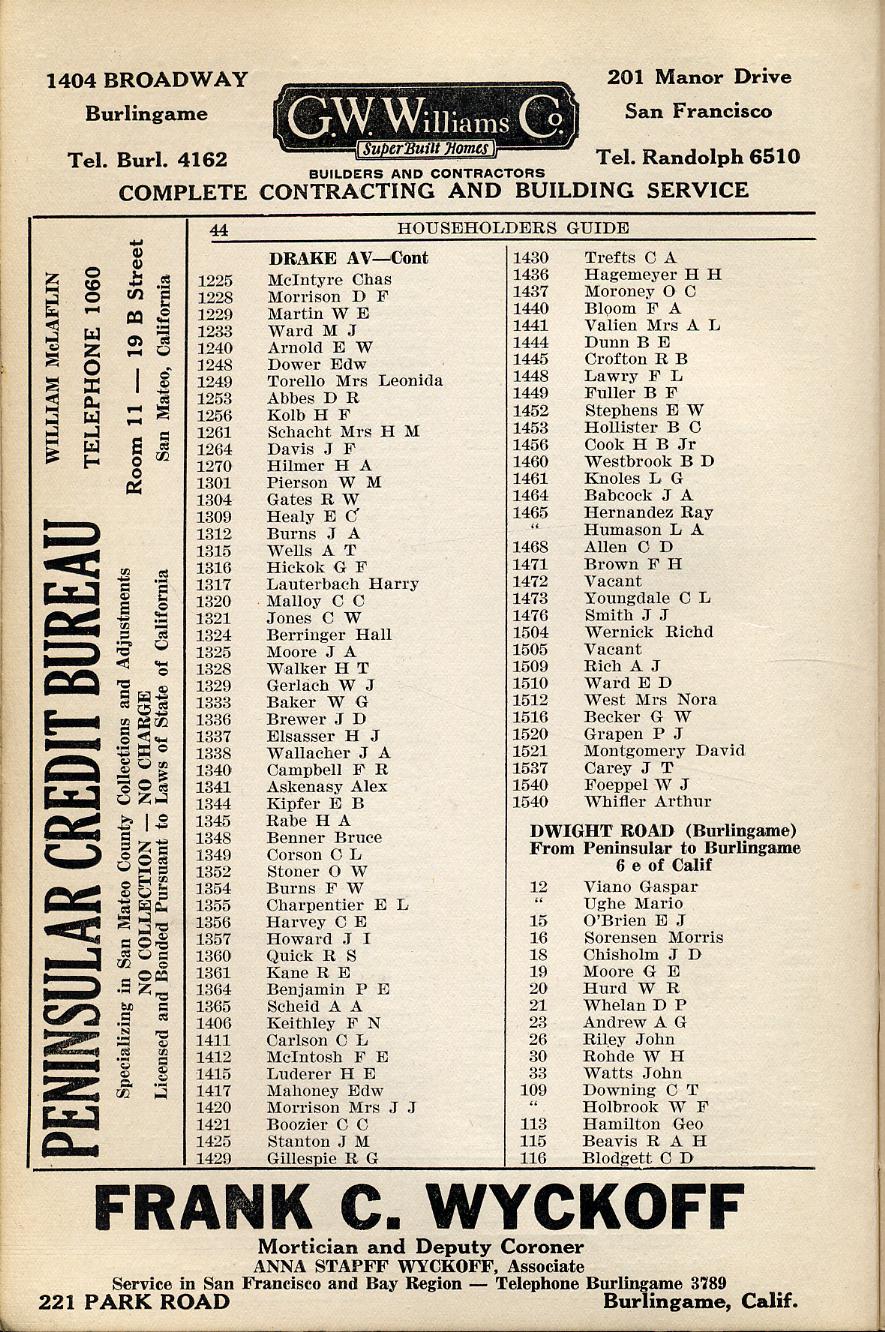 1404 BROADWAY
Burlingame
Tel. Burl. 4162
G.W. Williams Co.
Super Built Homes
BUILDERS AND CONTRACTORS
201 Manor Drive
San Francisco
Tel. Randolph 6510
COMPLETE CONTRACTING AND BUILDING SERVICE
PENINSULAR CREDIT BUREAU
WILLIAM McLAFLIN
TELEPHONE 1060
Room 11 — 19 B Street
San Mateo, California
Specializing in San Mateo County Collections and Adjustments
NO COLLECTION — NO CHARGE
Licensed and Bonded Pursuant to Laws of State of California
44 HOUSEHOLDERS GUIDE
DRAKE AV—Cont
1225 McIntyre Chas
1228 Morrison D F
1229 Martin W E
1233 Ward M J
1240 Arnold E W
1248 Dower Edw
1249 Torello Mrs Leonida
1253 Abbes D R
1256 Kolb H F
1261 Schacht Mrs H M
1264 Davis J F
1270 Hilmer H A
1301 Pierson W M
1304 Gates R W
1309 Healy E C
1312 Burns J A
1315 Wells A T
1316 Hickok G F
1317 Lauterbach Harry
1320 Malloy C C
1321 Jones C W
1324 Berringer Hall
1325 Moore J A
1328 Walker H T
1329 Gerlach W J
1333 Baker W G
1336 Brewer J D
1337 Elsasser H J
1338 Wallacher J A
1340 Campbell F R
1341 Askenasy Alex
1344 Kipfer E B
1345 Rabe H A
1348 Benner Bruce
1349 Corson C L
1352 Stoner O W
1354 Burns F W
1355 Charpentier E L
1356 Harvey C E
1357 Howard J I
1360 Quick R S
1361 Kane R E
1364 Benjamin P E
1365 Scheid A A
1406 Keithley F N
1411 Carlson C L
1412 McIntosh F E
1415 Luderer H E
1417 Mahoney Edw
1420 Morrison Mrs J J
1421 Boozier C C
1425 Stanton J M
1429 Gillespie R G
1430 Trefts C A
1436 Hagemeyer H H
1437 Moroney O C
1440 Bloom F A
1441 Valien Mrs A L
1444 Dunn B E
1445 Crofton R B
1448 Lawry F L
1449 Fuller B F
1452 Stephens E W
1453 Hollister B C
1456 Cook H B Jr
1460 Westbrook B D
1461 Knoles L G
1464 Babcock J A
1465 Hernandez Ray
“ Humason L A
1468 Allen C D
1471 Brown F H
1472 Vacant
1473 Youngdale C L
1476 Smith J J
1504 Wernick Richd
1505 Vacant
1509 Rich A J
1510 Ward E D
1512 West Mrs Nora
1516 Becker G W
1520 Grapen P J
1521 Montgomery David
1537 Carey J T
1540 Foeppel W J
1540 Whifler Arthur
DWIGHT ROAD (Burlingame)
From Peninsular to Burlingame
6 e of Calif
12 Viano Gaspar
“ Ughe Mario
15 O'Brien E J
16 Sorensen Morris
18 Chisholm J D
19 Moore G E
20 Hurd W R
21 Whelan D P
23 Andrew A G
26 Riley John
30 Rohde W H
33 Watts John
109 Downing C T
“ Holbrook W F
113 Hamilton Geo
115 Beavis R A H
116 Blodgett C D
FRANK C. WYCKOFF
Mortician and Deputy Coroner
ANNA STAPFF WYCKOFF, Associate
Service in San Francisco and Bay Region — Telephone Burlingame 3789
221 PARK ROAD Burlingame, Calif.